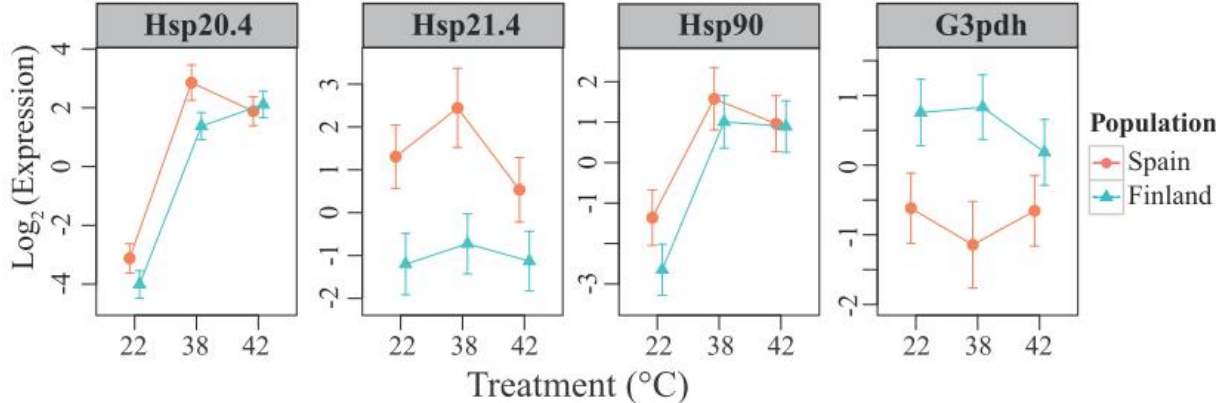 Hsp20.4 Hsp21.4 Hsp90 G3pdh
Log2 (Expression)
4
2
0
-2
-4
3
2
1
0
-1
-2
2
1
0
-1
-3
1
0
-1
-2
22 38 42 22 38 42 22 38 42 22 38 42
Treatment (°C)
Population
Spain
Finland